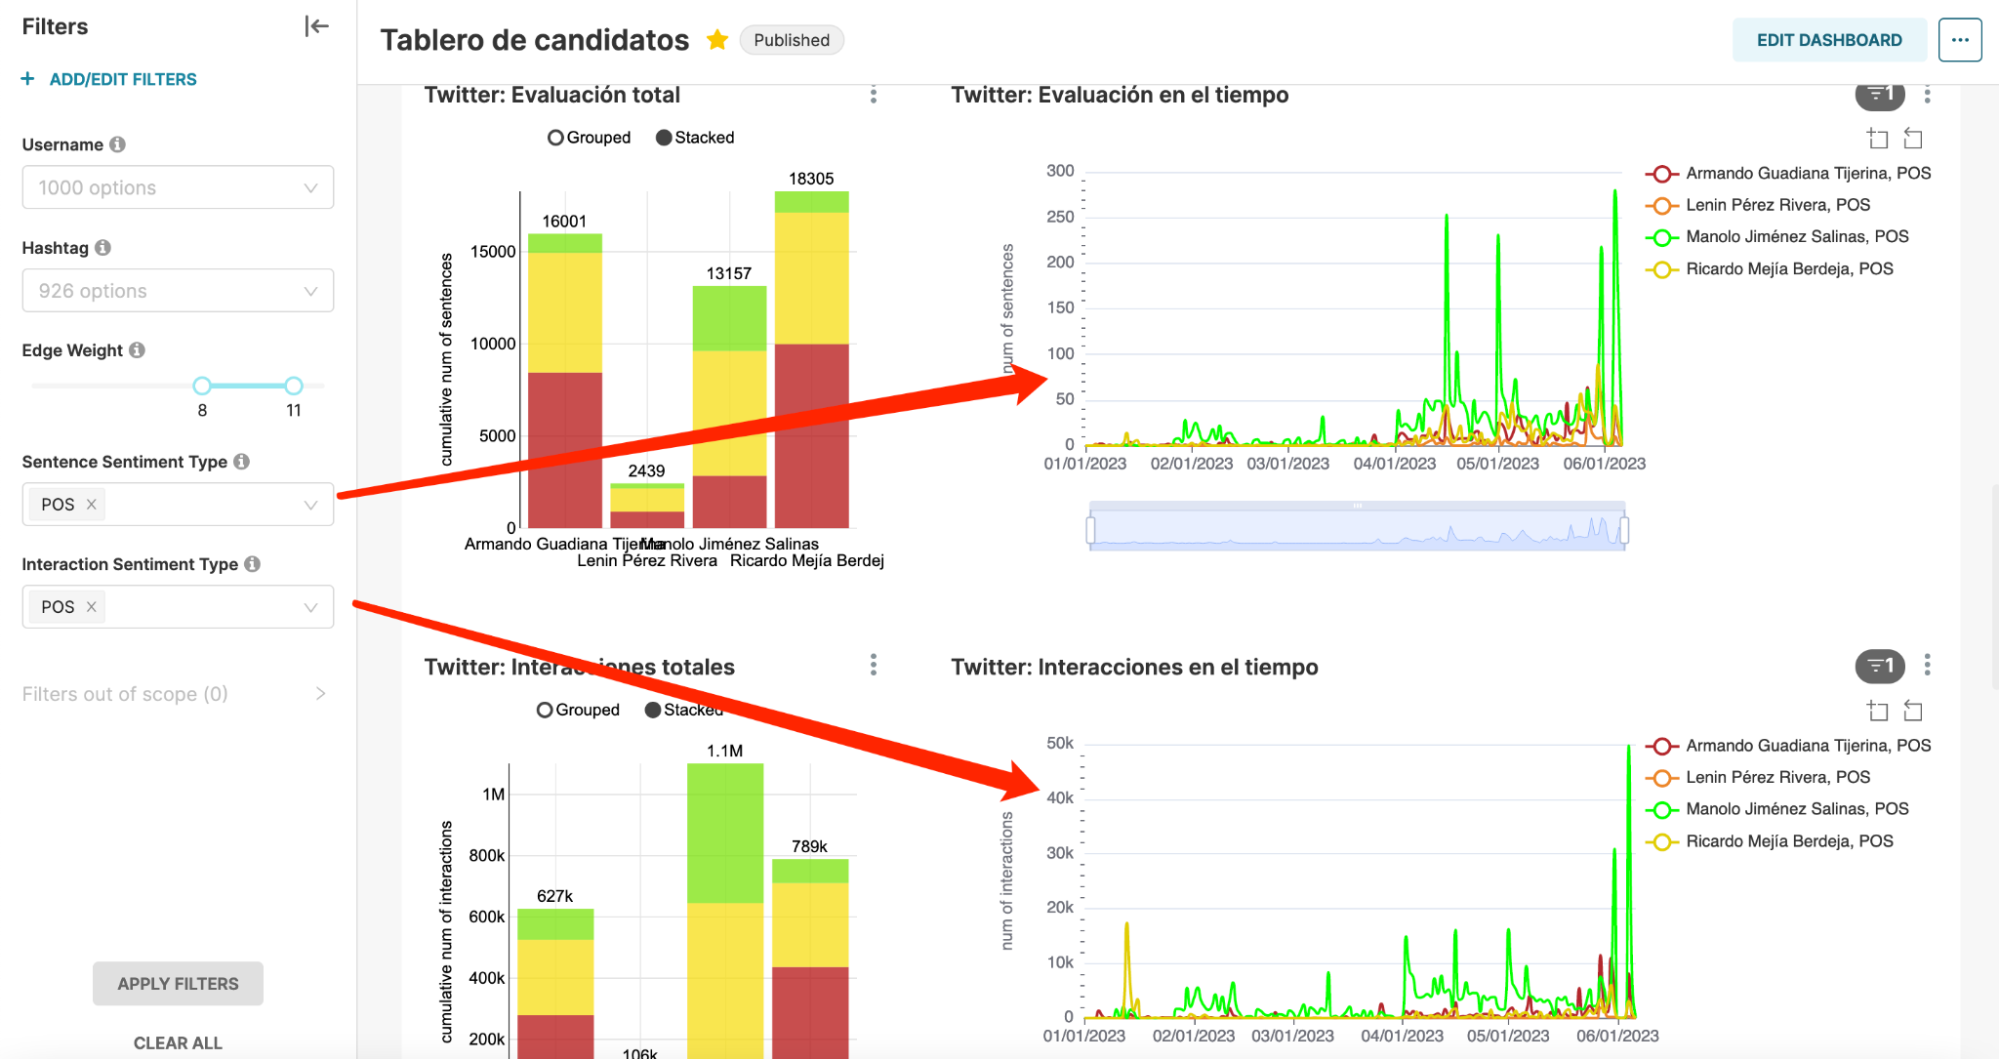 Filters
ADD/EDIT FILTERS
Username
1000 options
Hashtag
926 options
Edge Weight
8 11
Sentence Sentiment Type
POS ×
Interaction Sentiment Type
POS ×
Filters out of scope (0)
APPLY FILTERS
CLEAR ALL
Tablero de candidatos
Published
EDIT DASHBOARD
Twitter: Evaluación total
Grouped Stacked
cumulative num of sentences
15000
10000
5000
0
16001
2439
13157
18305
Armando Guadiana Tijerina
Lenin Pérez Rivera
Manolo Jiménez Salinas
Ricardo Mejía Berdej
Twitter: Evaluación en el tiempo
1
num of sentences
300
250
200
150
100
50
0
01/01/2023 02/01/2023 03/01/2023 04/01/2023 05/01/2023 06/01/2023
Armando Guadiana Tijerina, POS
Lenin Pérez Rivera, POS
Manolo Jiménez Salinas, POS
Ricardo Mejía Berdeja, POS
Twitter: Interacciones totales
Grouped Stacked
cumulative num of interactions
1M
800k
600k
400k
200k
627k
106k
1.1M
789k
Twitter: Interacciones en el tiempo
1
num of interactions
50k
40k
30k
20k
10k
0
01/01/2023 02/01/2023 03/01/2023 04/01/2023 05/01/2023 06/01/2023
Armando Guadiana Tijerina, POS
Lenin Pérez Rivera, POS
Manolo Jiménez Salinas, POS
Ricardo Mejía Berdeja, POS